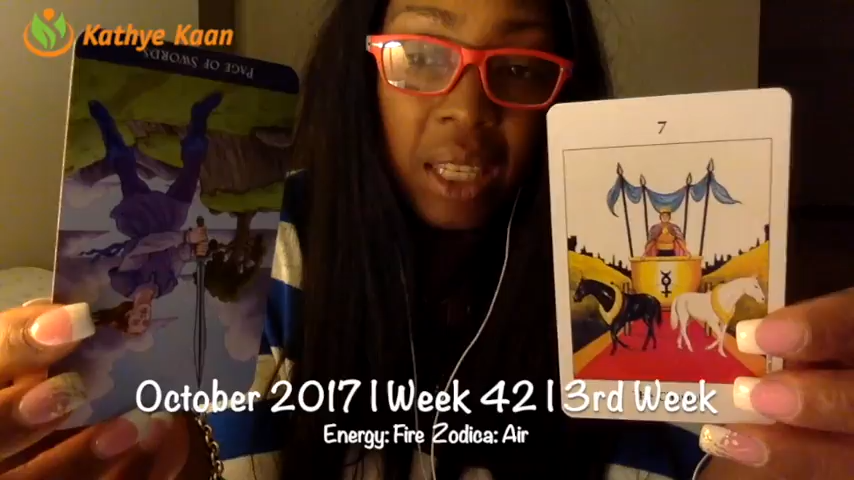 Kathye Kaan
PAGE OF SWORDS
7
October 2017 | Week 42 | 3rd Week
Energy: Fire Zodica: Air